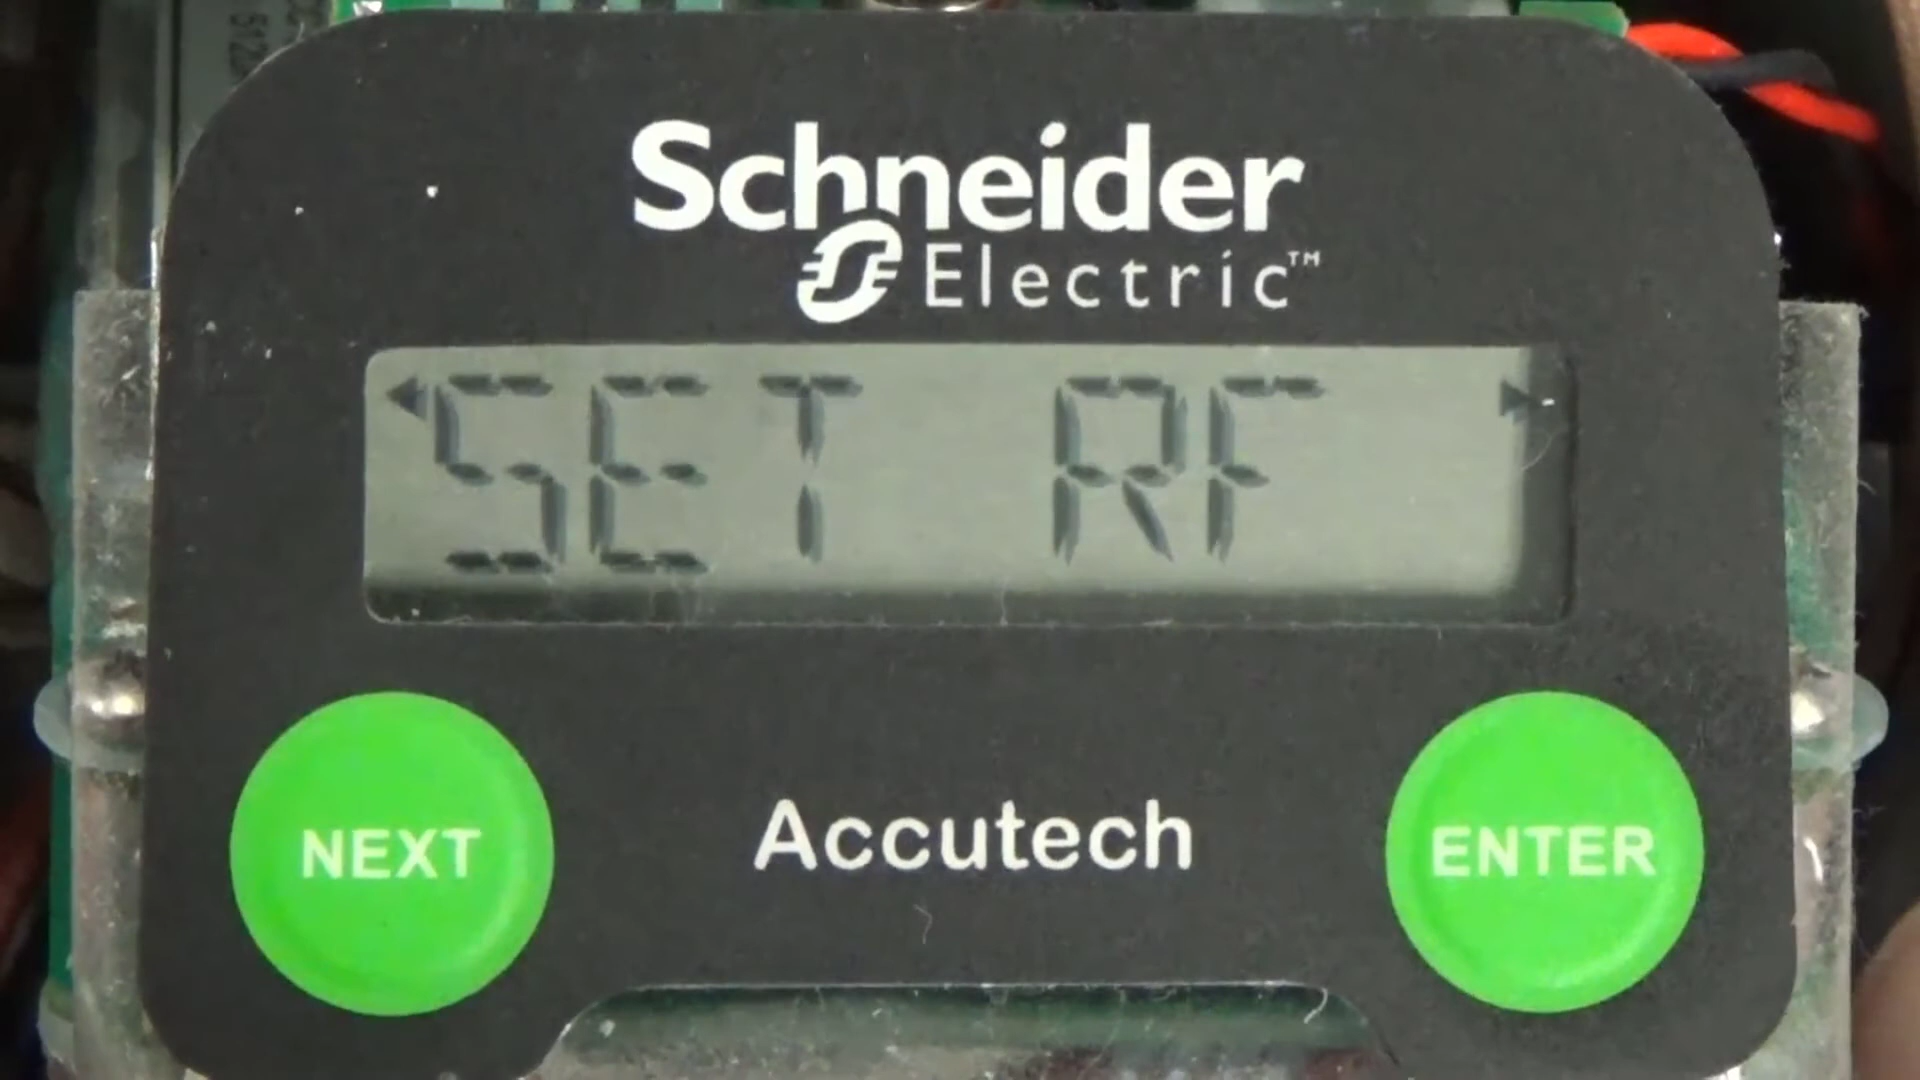 Schneider
Electric™
SET RF
NEXT
Accutech
ENTER